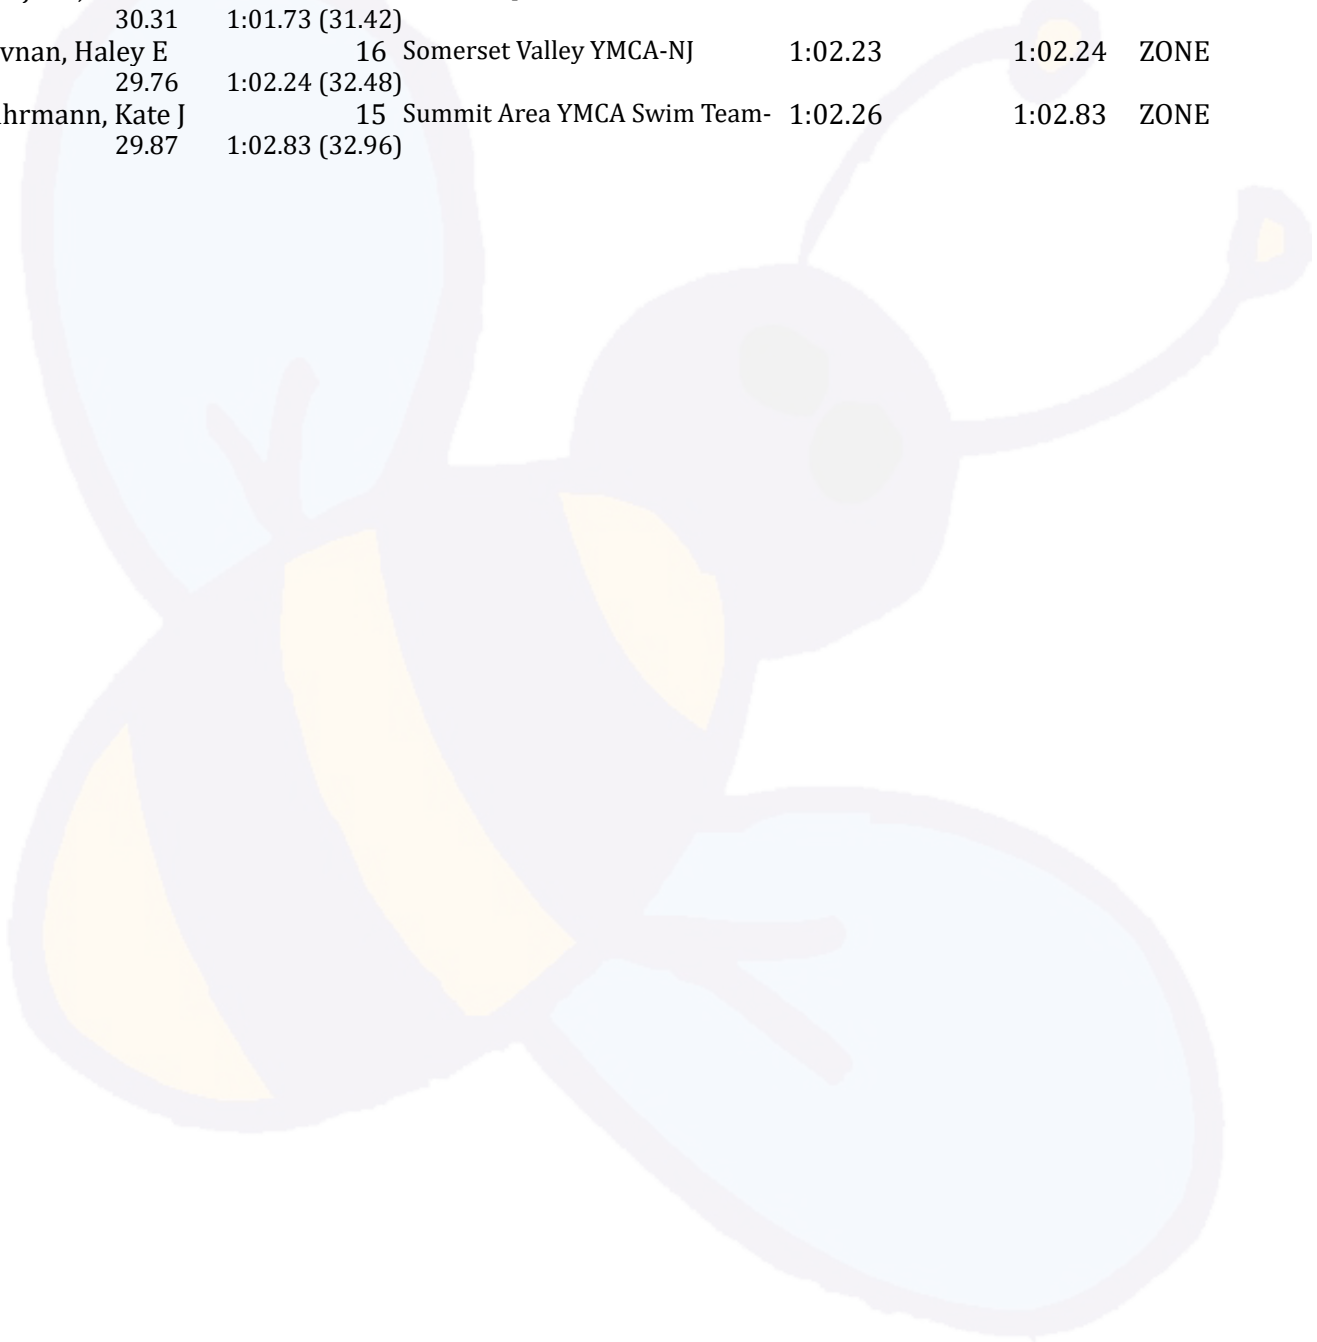 30.31 1:01.73 (31.42)
vnan, Haley E 16 Somerset Valley YMCA-NJ 1:02.23 1:02.24 ZONE
29.76 1:02.24 (32.48)
hrmann, Kate J 15 Summit Area YMCA Swim Team- 1:02.26 1:02.83 ZONE
29.87 1:02.83 (32.96)